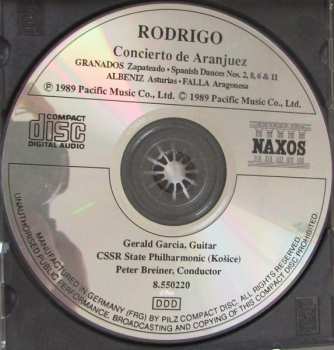 RODRIGO
Concierto de Aranjuez
GRANADOS Zapateado • Spanish Dances Nos. 2, 8, 6 & 11
ALBENIZ Asturias • FALLA Aragonesa
℗ 1989 Pacific Music Co., Ltd. © 1989 Pacific Music Co., Ltd.
COMPACT
disc
DIGITAL AUDIO
NAXOS
Gerald Garcia, Guitar
CSSR State Philharmonic (Košice)
Peter Breiner, Conductor
8.550220
DDD
MANUFACTURED IN GERMANY (FRG) BY PILZ COMPACT DISC. ALL RIGHTS RESERVED.
UNAUTHORISED PUBLIC PERFORMANCE, BROADCASTING AND COPYING OF THIS COMPACT DISC PROHIBITED.